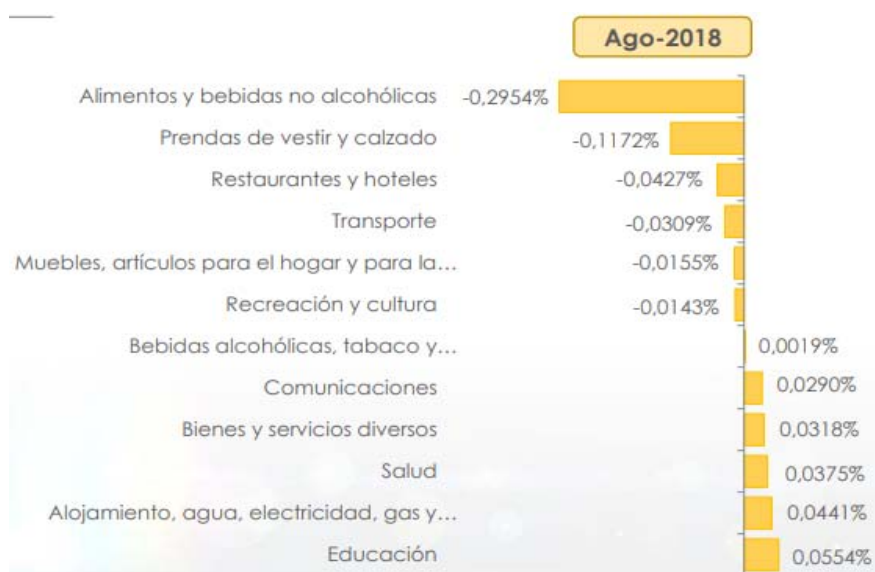 Ago-2018
Alimentos y bebidas no alcohólicas -0,2954%
Prendas de vestir y calzado -0,1172%
Restaurantes y hoteles -0,0427%
Transporte -0,0309%
Muebles, artículos para el hogar y para la... -0,0155%
Recreación y cultura -0,0143%
Bebidas alcohólicas, tabaco y... 0,0019%
Comunicaciones 0,0290%
Bienes y servicios diversos 0,0318%
Salud 0,0375%
Alojamiento, agua, electricidad, gas y... 0,0441%
Educación 0,0554%